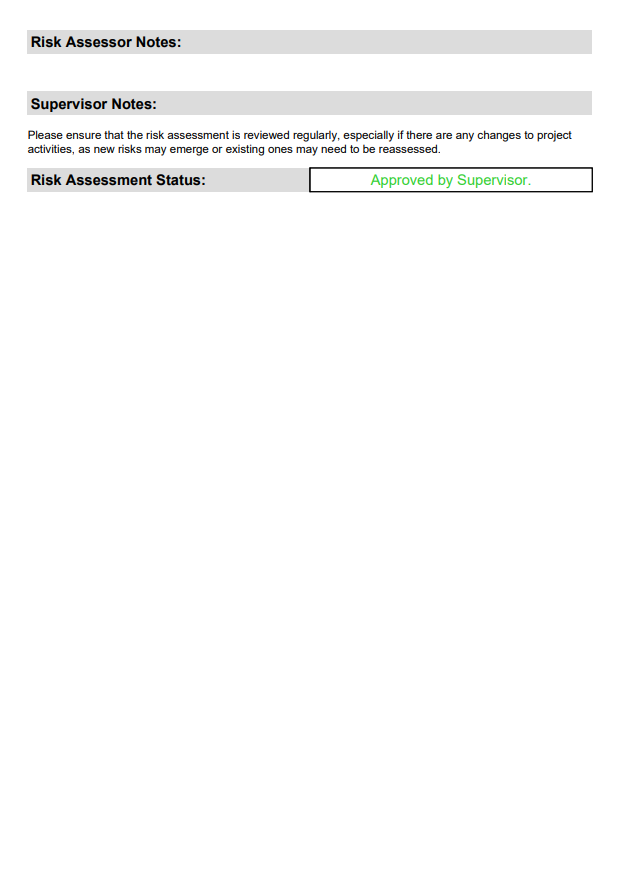 Risk Assessor Notes:
Supervisor Notes:
Please ensure that the risk assessment is reviewed regularly, especially if there are any changes to project
activities, as new risks may emerge or existing ones may need to be reassessed.
Risk Assessment Status:
Approved by Supervisor.